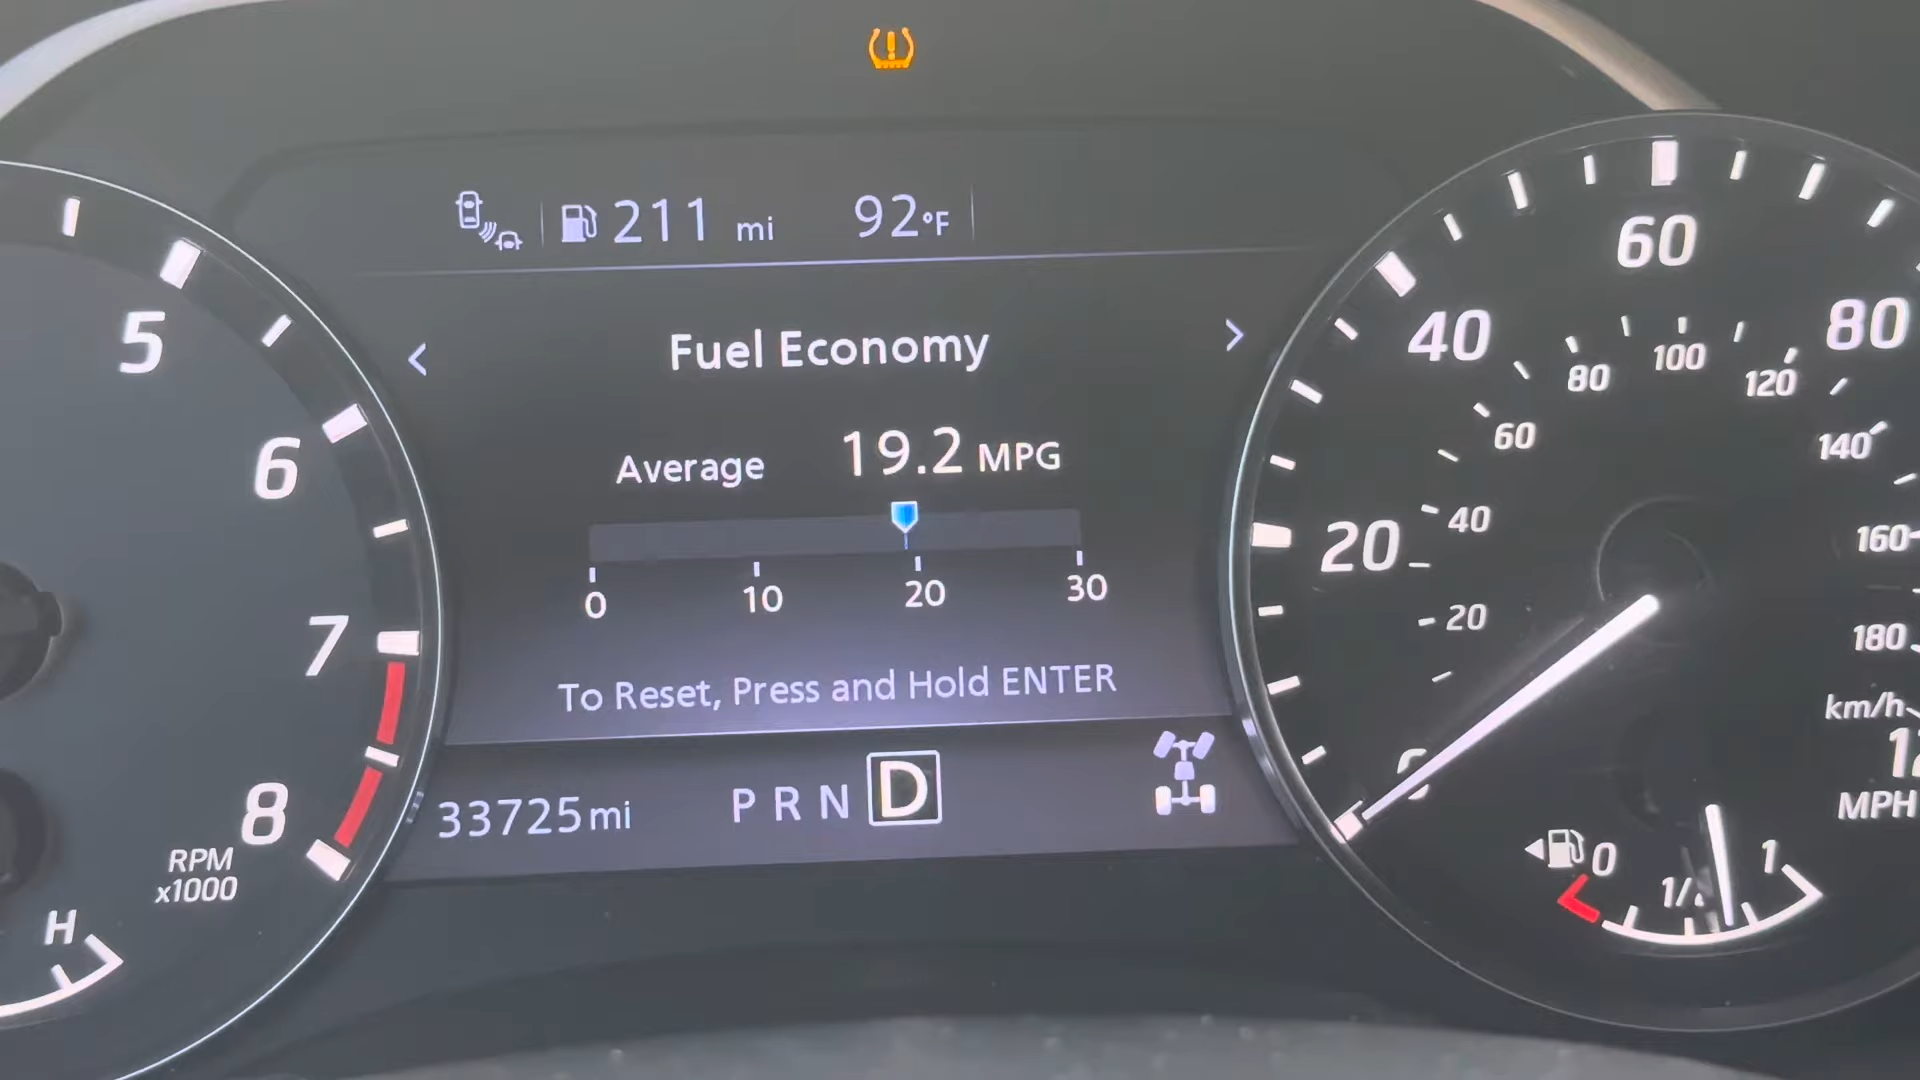 211 mi 92°F
< Fuel Economy >
Average 19.2 MPG
0 10 20 30
To Reset, Press and Hold ENTER
33725 mi P R N D
5
6
7
8
RPM
x1000
H
20
40
60
80
20
40
60
80
100
120
140
160
180
km/h
MPH
0
1